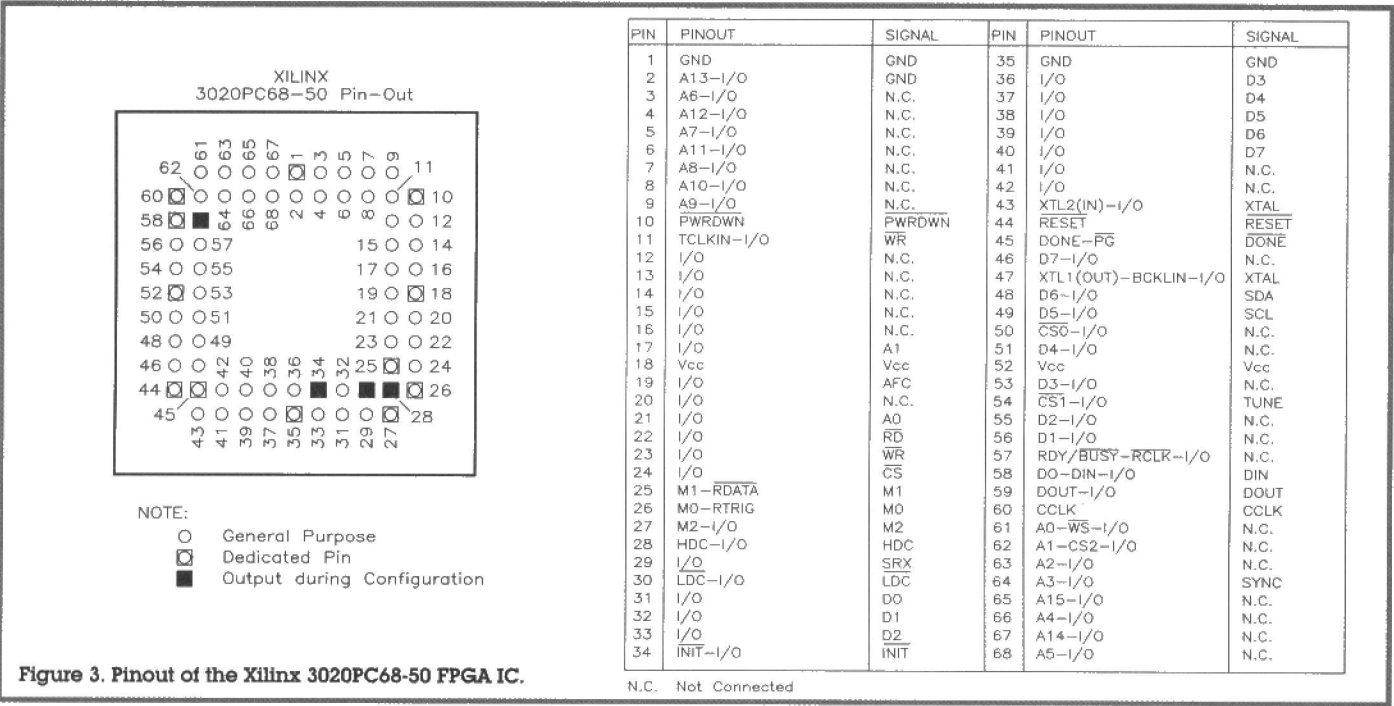 XILINX
3020PC68-50 Pin-Out
61 63 65 67 1 3 5 7 9
62 11
60 10
58 64 66 68 2 4 6 8 12
56 57 15 14
54 55 17 16
52 53 19 18
50 51 21 20
48 49 23 22
46 42 40 38 36 34 32 25 24
44 26
45 28
43 41 39 37 35 33 31 29 27
NOTE:
General Purpose
Dedicated Pin
Output during Configuration
Figure 3. Pinout of the Xilinx 3020PC68-50 FPGA IC.
PIN PINOUT SIGNAL PIN PINOUT SIGNAL
1 GND GND 35 GND GND
2 A13-I/O GND 36 I/O D3
3 A6-I/O N.C. 37 I/O D4
4 A12-I/O N.C. 38 I/O D5
5 A7-I/O N.C. 39 I/O D6
6 A11-I/O N.C. 40 I/O D7
7 A8-I/O N.C. 41 I/O N.C.
8 A10-I/O N.C. 42 I/O N.C.
9 A9-I/O N.C. 43 XTL2(IN)-I/O XTAL
10 PWRDWN PWRDWN 44 RESET RESET
11 TCLKIN-I/O WR 45 DONE-PG DONE
12 I/O N.C. 46 D7-I/O N.C.
13 I/O N.C. 47 XTL1(OUT)-BCKLIN-I/O XTAL
14 I/O N.C. 48 D6-I/O SDA
15 I/O N.C. 49 D5-I/O SCL
16 I/O N.C. 50 CS0-I/O N.C.
17 I/O A1 51 D4-I/O N.C.
18 Vcc Vcc 52 Vcc Vcc
19 I/O AFC 53 D3-I/O N.C.
20 I/O N.C. 54 CS1-I/O TUNE
21 I/O A0 55 D2-I/O N.C.
22 I/O RD 56 D1-I/O N.C.
23 I/O WR 57 RDY/BUSY-RCLK-I/O N.C.
24 I/O CS 58 D0-DIN-I/O DIN
25 M1-RDATA M1 59 DOUT-I/O DOUT
26 M0-RTRIG M0 60 CCLK CCLK
27 M2-I/O M2 61 A0-WS-I/O N.C.
28 HDC-I/O HDC 62 A1-CS2-I/O N.C.
29 I/O SRX 63 A2-I/O N.C.
30 LDC-I/O LDC 64 A3-I/O SYNC
31 I/O D0 65 A15-I/O N.C.
32 I/O D1 66 A4-I/O N.C.
33 I/O D2 67 A14-I/O N.C.
34 INIT-I/O INIT 68 A5-I/O N.C.
N.C. Not Connected